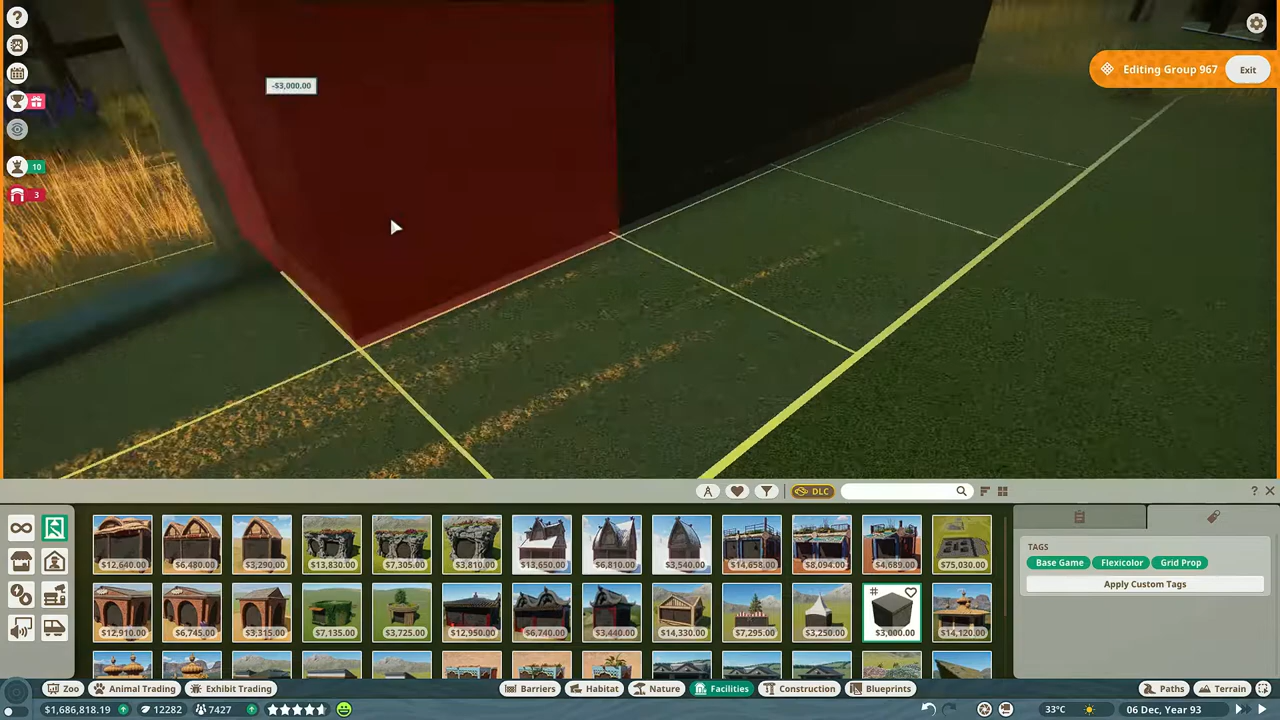 ?
-$3,000.00
Editing Group 967
Exit
10
3
DLC
?
$12,640.00
$6,480.00
$3,290.00
$13,830.00
$7,305.00
$3,810.00
$13,650.00
$6,810.00
$3,540.00
$14,658.00
$8,094.00
$4,689.00
$75,030.00
$12,910.00
$6,745.00
$3,315.00
$7,135.00
$3,725.00
$12,950.00
$6,740.00
$3,440.00
$14,330.00
$7,295.00
$3,250.00
$3,000.00
$14,120.00
TAGS
Base Game
Flexicolor
Grid Prop
Apply Custom Tags
Zoo
Animal Trading
Exhibit Trading
Barriers
Habitat
Nature
Facilities
Construction
Blueprints
Paths
Terrain
$1,686,818.19
12282
7427
33°C
06 Dec, Year 93